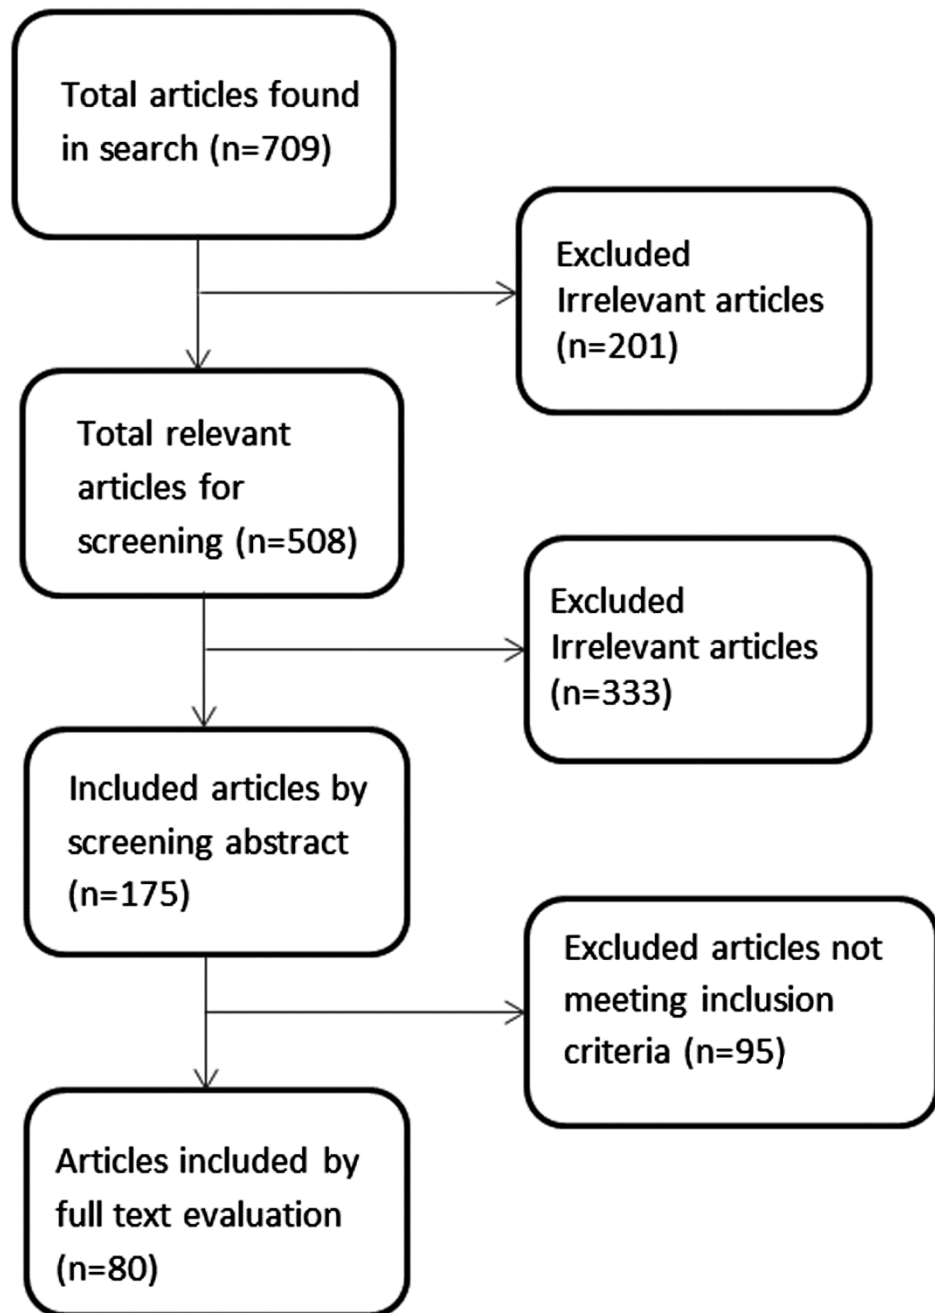 Total articles found
in search (n=709)
Excluded
Irrelevant articles
(n=201)
Total relevant
articles for
screening (n=508)
Excluded
Irrelevant articles
(n=333)
Included articles by
screening abstract
(n=175)
Excluded articles not
meeting inclusion
criteria (n=95)
Articles included by
full text evaluation
(n=80)